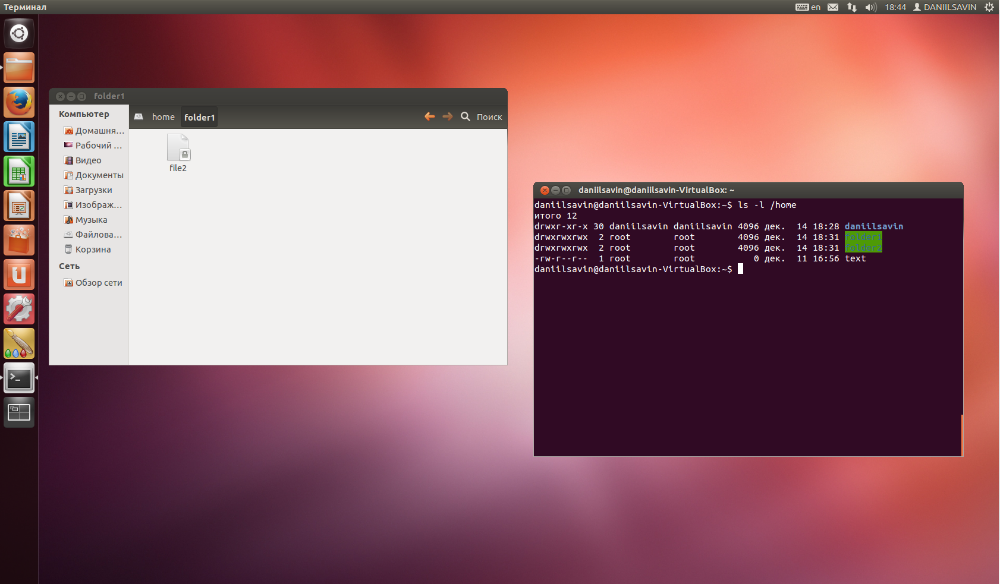 Терминал
en
18:44
DANIILSAVIN
folder1
Компьютер
home
folder1
Поиск
Домашня...
Рабочий ...
Видео
Документы
Загрузки
Изображ...
Музыка
Файлова...
Корзина
Сеть
Обзор сети
file2
daniilsavin@daniilsavin-VirtualBox: ~
daniilsavin@daniilsavin-VirtualBox:~$ ls -l /home
итого 12
drwxr-xr-x 30 daniilsavin daniilsavin 4096 дек.  14 18:28 daniilsavin
drwxrwxrwx  2 root        root        4096 дек.  14 18:31 folder1
drwxrwxrwx  2 root        root        4096 дек.  14 18:31 folder2
-rw-r--r--  1 root        root           0 дек.  11 16:56 text
daniilsavin@daniilsavin-VirtualBox:~$